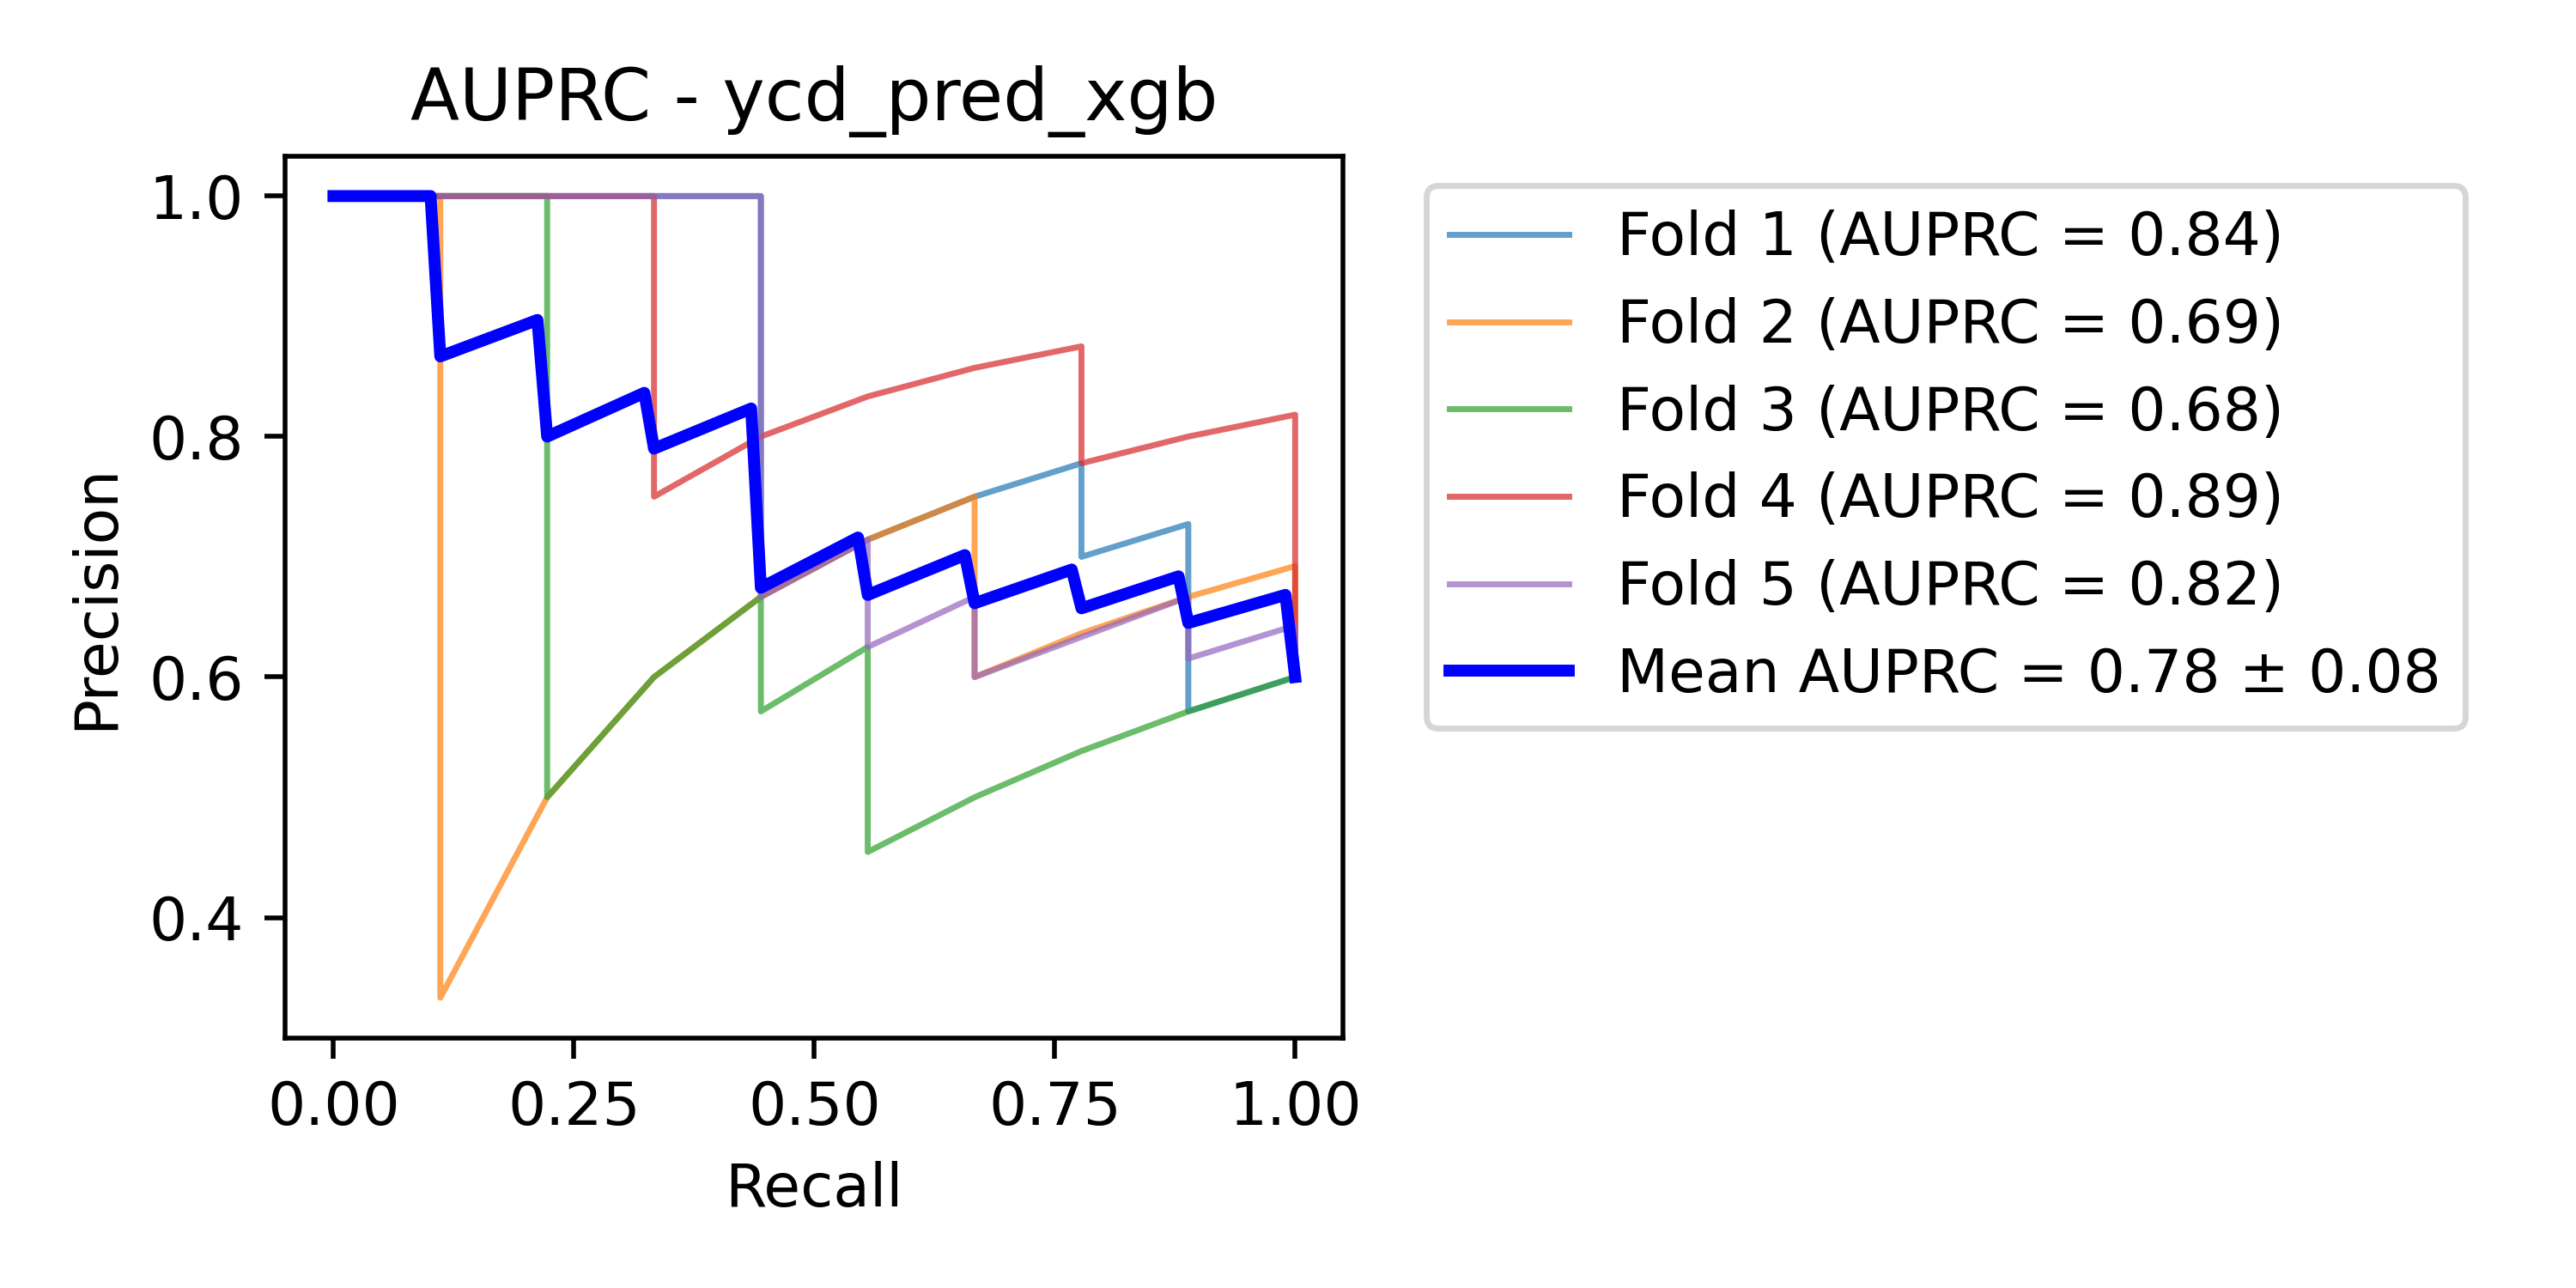 AUPRC - ycd_pred_xgb
1.0
0.8
0.6
0.4
Precision
0.00 0.25 0.50 0.75 1.00
Recall
Fold 1 (AUPRC = 0.84)
Fold 2 (AUPRC = 0.69)
Fold 3 (AUPRC = 0.68)
Fold 4 (AUPRC = 0.89)
Fold 5 (AUPRC = 0.82)
Mean AUPRC = 0.78 ± 0.08